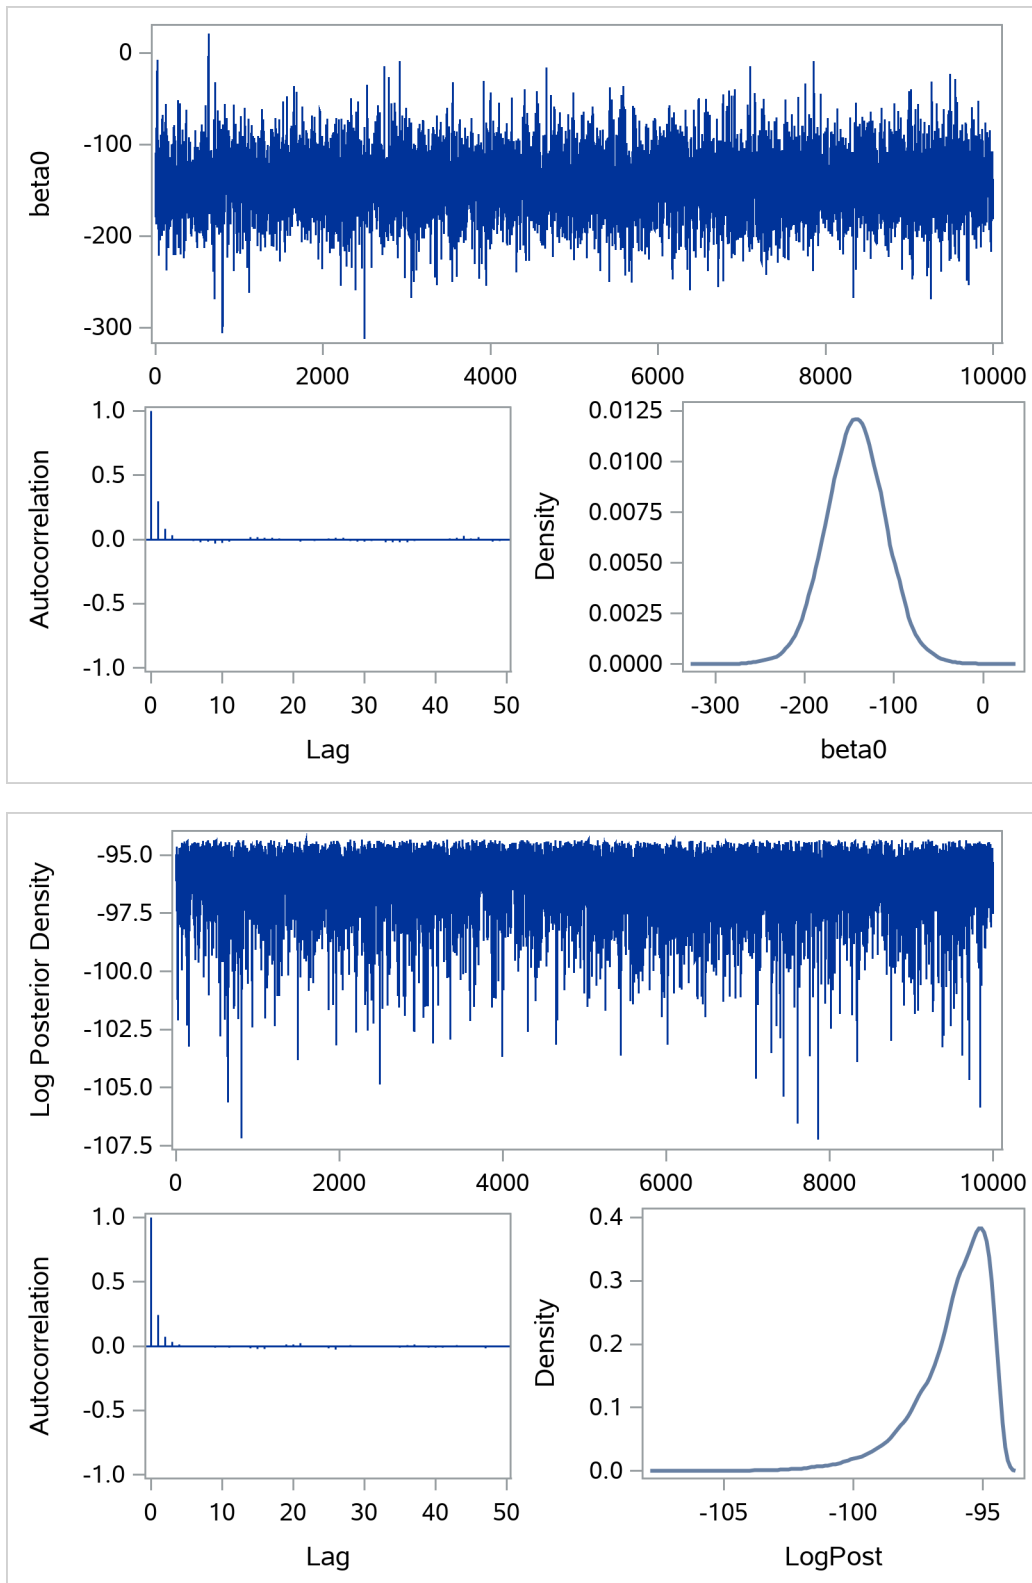 beta0
0
-100
-200
-300
0 2000 4000 6000 8000 10000
Autocorrelation
1.0
0.5
0.0
-0.5
-1.0
0 10 20 30 40 50
Lag
Density
0.0125
0.0100
0.0075
0.0050
0.0025
0.0000
-300 -200 -100 0
beta0
Log Posterior Density
-95.0
-97.5
-100.0
-102.5
-105.0
-107.5
0 2000 4000 6000 8000 10000
Autocorrelation
1.0
0.5
0.0
-0.5
-1.0
0 10 20 30 40 50
Lag
Density
0.4
0.3
0.2
0.1
0.0
-105 -100 -95
LogPost